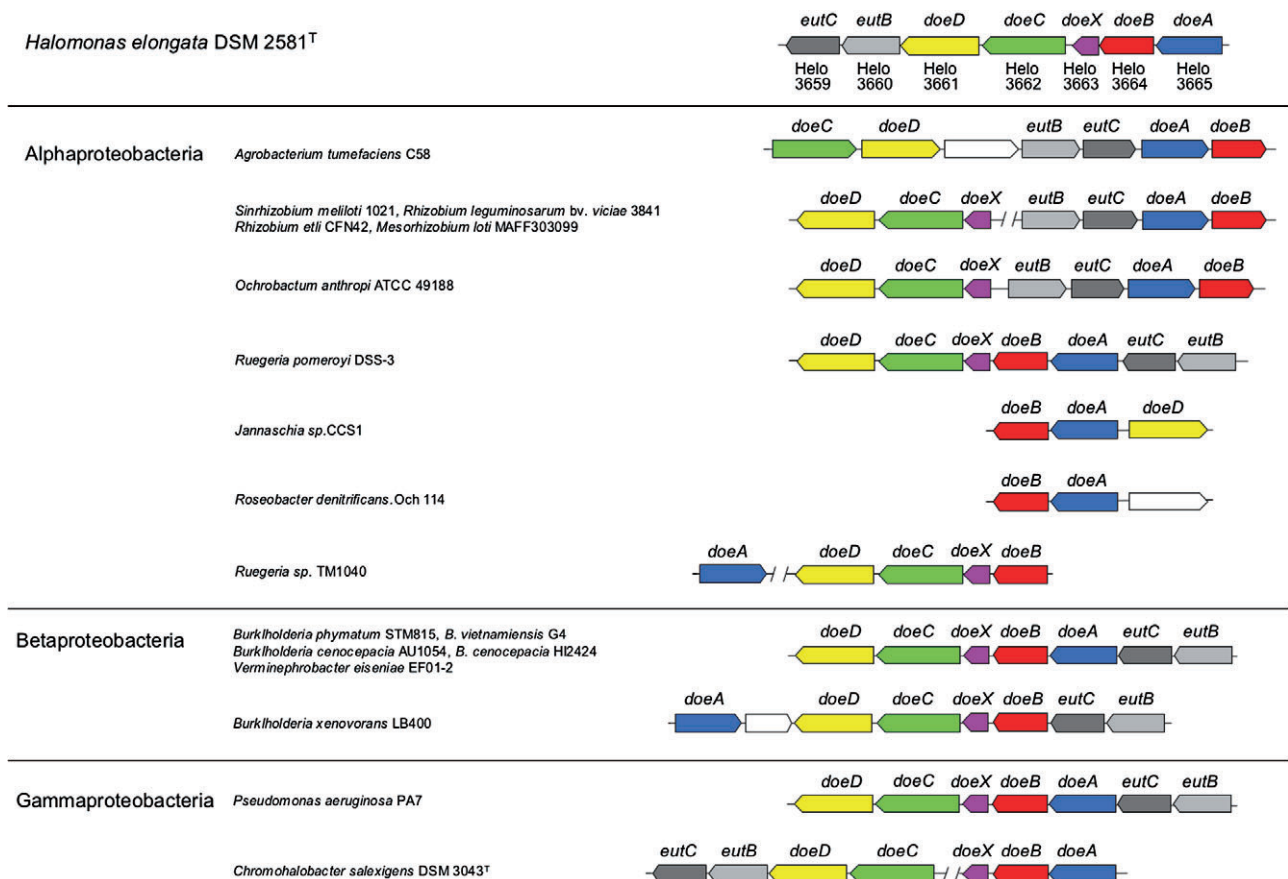 eutC eutB doeD doeC doeX doeB doeA
Halomonas elongata DSM 2581T
Helo Helo Helo Helo Helo Helo Helo
3659 3660 3661 3662 3663 3664 3665
doeC doeD eutB eutC doeA doeB
Alphaproteobacteria Agrobacterium tumefaciens C58
doeD doeC doeX eutB eutC doeA doeB
Sinrhizobium meliloti 1021, Rhizobium leguminosarum bv. viciae 3841
Rhizobium etli CFN42, Mesorhizobium loti MAFF303099
doeD doeC doeX eutB eutC doeA doeB
Ochrobactum anthropi ATCC 49188
doeD doeC doeX doeB doeA eutC eutB
Ruegeria pomeroyi DSS-3
doeB doeA doeD
Jannaschia sp.CCS1
doeB doeA
Roseobacter denitrificans.Och 114
doeA doeD doeC doeX doeB
Ruegeria sp. TM1040
Betaproteobacteria Burklholderia phymatum STM815, B. vietnamiensis G4
doeD doeC doeX doeB doeA eutC eutB
Burklholderia cenocepacia AU1054, B. cenocepacia HI2424
Verminephrobacter eiseniae EF01-2
doeA doeD doeC doeX doeB eutC eutB
Burklholderia xenovorans LB400
doeD doeC doeX doeB doeA eutC eutB
Gammaproteobacteria Pseudomonas aeruginosa PA7
eutC eutB doeD doeC doeX doeB doeA
Chromohalobacter salexigens DSM 3043T